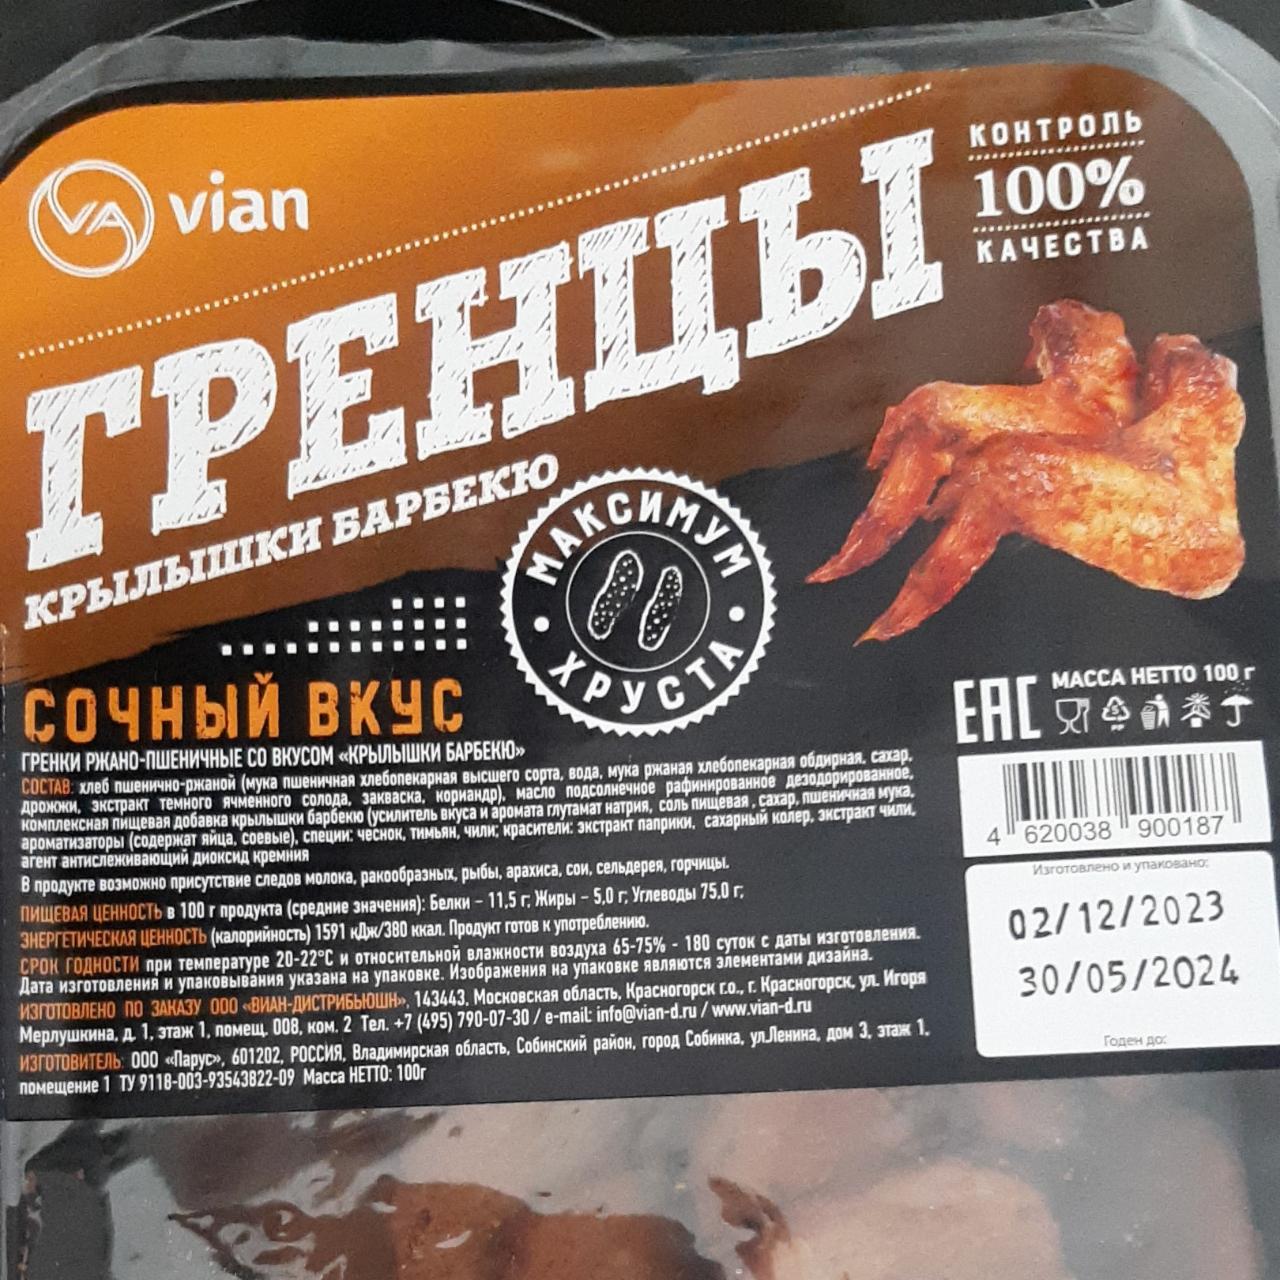 VA vian
КОНТРОЛЬ
100%
КАЧЕСТВА
ГРЕНЦЫ
КРЫЛЫШКИ БАРБЕКЮ
МАКСИМУМ
ХРУСТА
СОЧНЫЙ ВКУС
ГРЕНКИ РЖАНО-ПШЕНИЧНЫЕ СО ВКУСОМ «КРЫЛЫШКИ БАРБЕКЮ»
СОСТАВ: хлеб пшенично-ржаной (мука пшеничная хлебопекарная высшего сорта, вода, мука ржаная хлебопекарная обдирная, сахар,
дрожжи, экстракт темного ячменного солода, закваска, кориандр), масло подсолнечное рафинированное дезодорированное,
комплексная пищевая добавка крылышки барбекю (усилитель вкуса и аромата глутамат натрия, соль пищевая , сахар, пшеничная мука,
ароматизаторы (содержат яйца, соевые), специи: чеснок, тимьян, чили; красители: экстракт паприки, сахарный колер, экстракт чили,
агент антислеживающий диоксид кремния
В продукте возможно присутствие следов молока, ракообразных, рыбы, арахиса, сои, сельдерея, горчицы.
ПИЩЕВАЯ ЦЕННОСТЬ в 100 г продукта (средние значения): Белки – 11,5 г; Жиры – 5,0 г; Углеводы 75,0 г;
ЭНЕРГЕТИЧЕСКАЯ ЦЕННОСТЬ (калорийность) 1591 кДж/380 ккал. Продукт готов к употреблению.
СРОК ГОДНОСТИ при температуре 20-22°С и относительной влажности воздуха 65-75% - 180 суток с даты изготовления.
Дата изготовления и упаковывания указана на упаковке. Изображения на упаковке являются элементами дизайна.
ИЗГОТОВЛЕНО ПО ЗАКАЗУ ООО «ВИАН-ДИСТРИБЬЮШН», 143443, Московская область, Красногорск г.о., г. Красногорск, ул. Игоря
Мерлушкина, д. 1, этаж 1, помещ. 008, ком. 2 Тел. +7 (495) 790-07-30 / e-mail: info@vian-d.ru / www.vian-d.ru
ИЗГОТОВИТЕЛЬ: ООО «Парус», 601202, РОССИЯ, Владимирская область, Собинский район, город Собинка, ул.Ленина, дом 3, этаж 1,
помещение 1 ТУ 9118-003-93543822-09 Масса НЕТТО: 100г
EAC МАССА НЕТТО 100 г
5
PP
4 620038 900187
Изготовлено и упаковано:
02/12/2023
30/05/2024
Годен до: